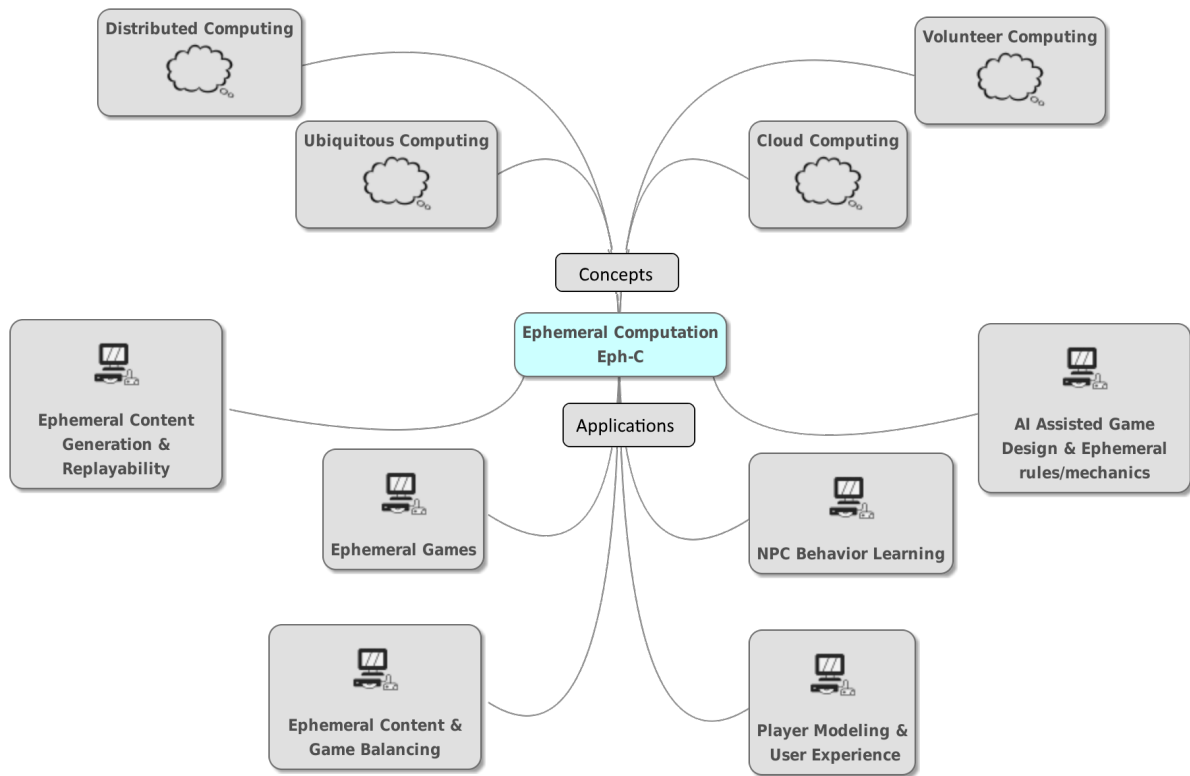 Distributed Computing
Volunteer Computing
Ubiquitous Computing
Cloud Computing
Concepts
Ephemeral Computation
Eph-C
Applications
Ephemeral Content
Generation &
Replayability
AI Assisted Game
Design & Ephemeral
rules/mechanics
Ephemeral Games
NPC Behavior Learning
Ephemeral Content &
Game Balancing
Player Modeling &
User Experience